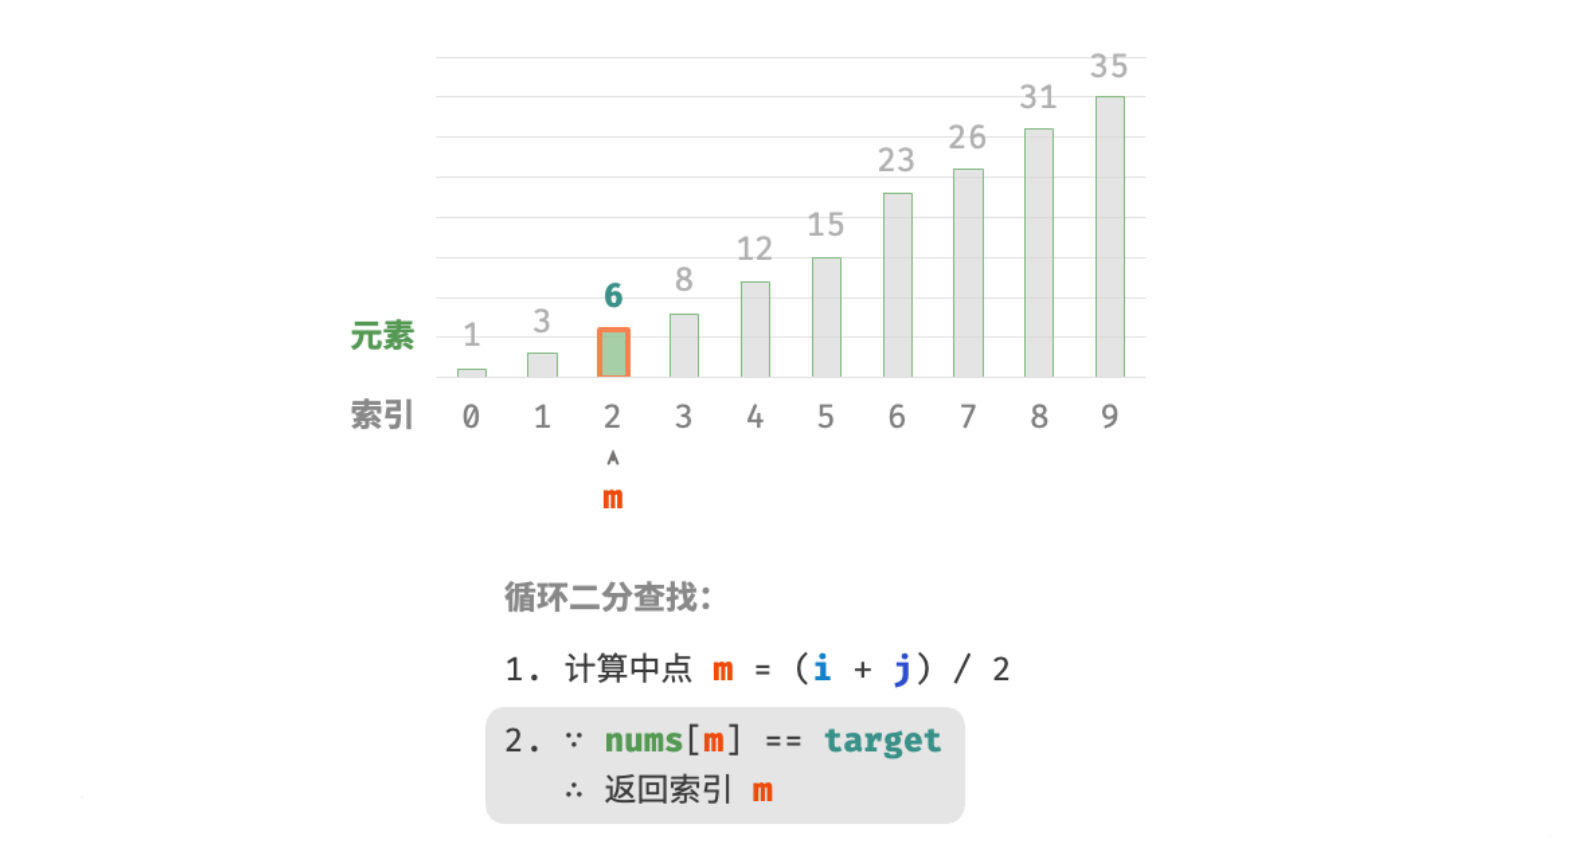 35
31
26
23
15
12
8
6
3
1
元素
索引 0 1 2 3 4 5 6 7 8 9
m
循环二分查找:
1. 计算中点 m = (i + j) / 2
2. ∵ nums[m] == target
∴ 返回索引 m